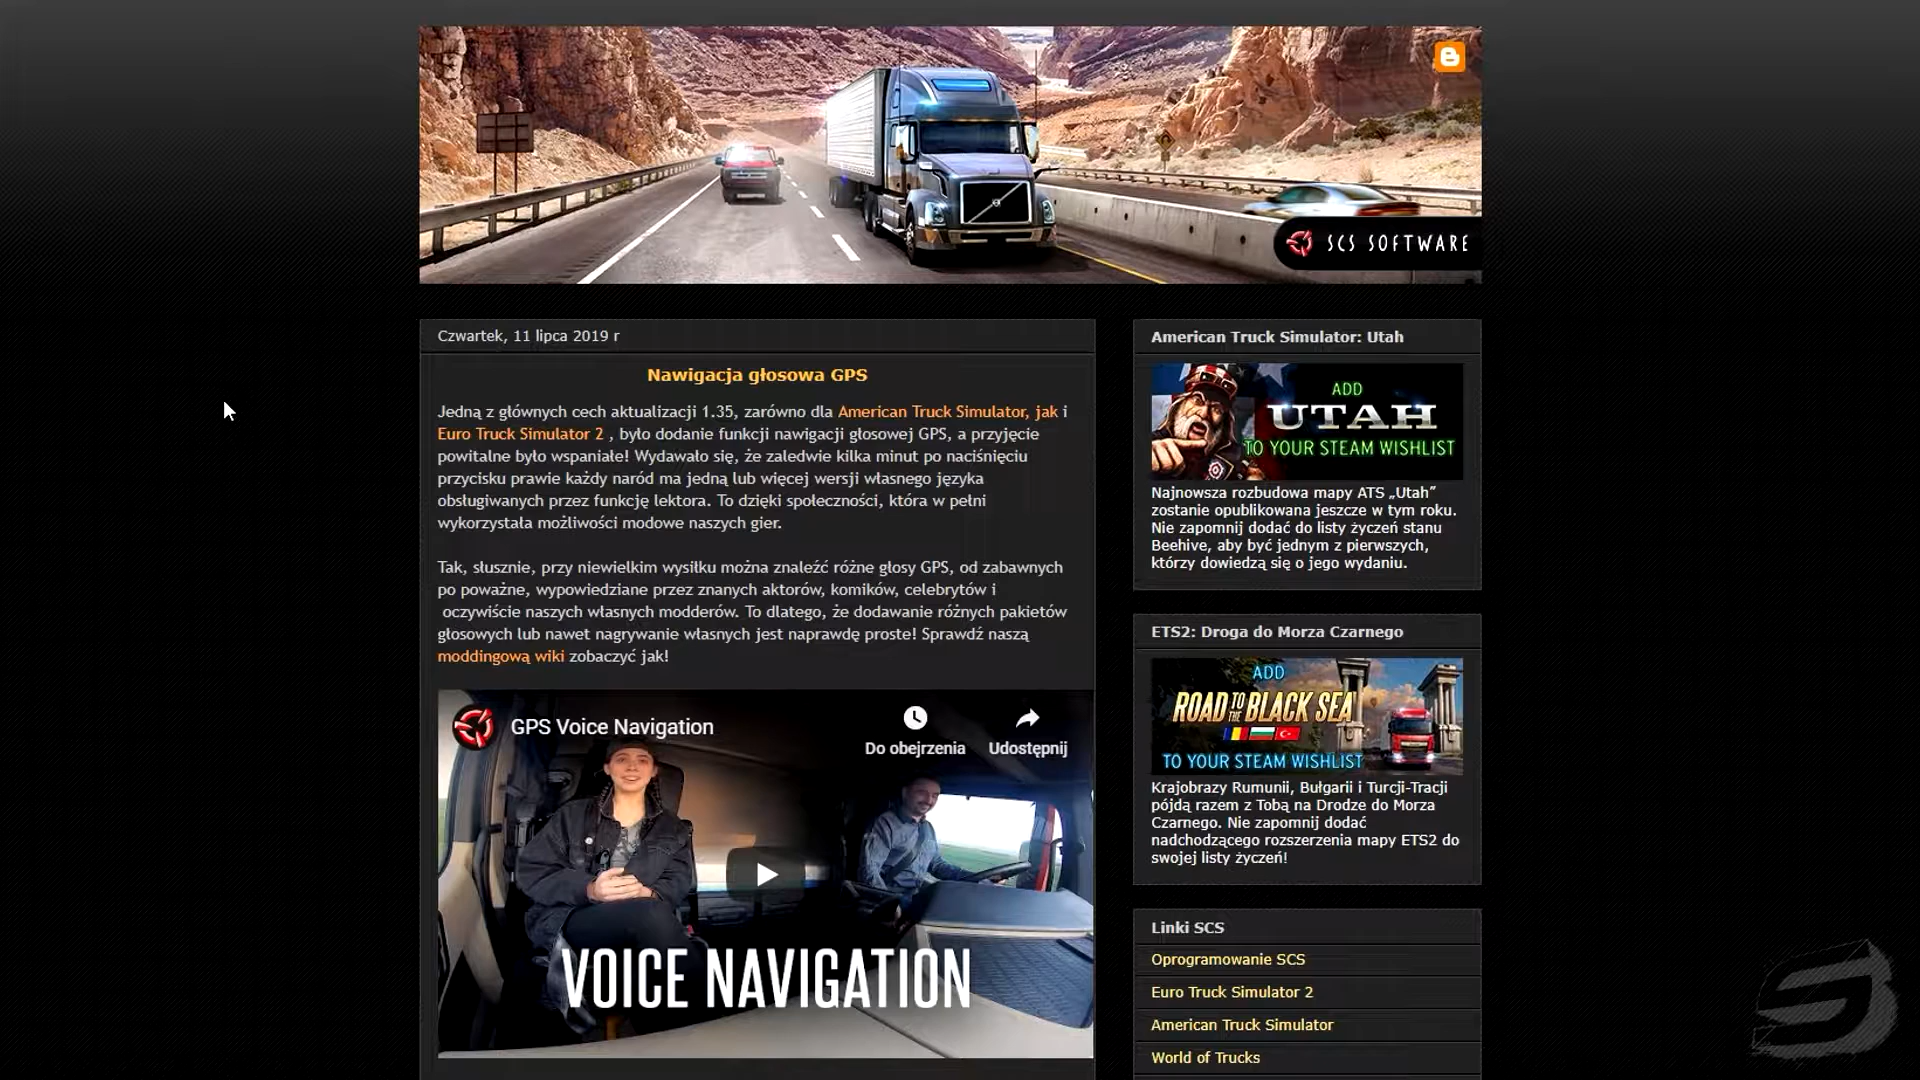 SCS SOFTWARE
Czwartek, 11 lipca 2019 r
Nawigacja głosowa GPS
Jedną z głównych cech aktualizacji 1.35, zarówno dla American Truck Simulator, jak i
Euro Truck Simulator 2 , było dodanie funkcji nawigacji głosowej GPS, a przyjęcie
powitalne było wspaniałe! Wydawało się, że zaledwie kilka minut po naciśnięciu
przycisku prawie każdy naród ma jedną lub więcej wersji własnego języka
obsługiwanych przez funkcję lektora. To dzięki społeczności, która w pełni
wykorzystała możliwości modowe naszych gier.
Tak, słusznie, przy niewielkim wysiłku można znaleźć różne głosy GPS, od zabawnych
po poważne, wypowiedziane przez znanych aktorów, komików, celebrytów i
oczywiście naszych własnych modderów. To dlatego, że dodawanie różnych pakietów
głosowych lub nawet nagrywanie własnych jest naprawdę proste! Sprawdź naszą
moddingową wiki zobaczyć jak!
GPS Voice Navigation
Do obejrzenia
Udostępnij
VOICE NAVIGATION
American Truck Simulator: Utah
ADD
UTAH
TO YOUR STEAM WISHLIST
Najnowsza rozbudowa mapy ATS „Utah”
zostanie opublikowana jeszcze w tym roku.
Nie zapomnij dodać do listy życzeń stanu
Beehive, aby być jednym z pierwszych,
którzy dowiedzą się o jego wydaniu.
ETS2: Droga do Morza Czarnego
ADD
ROAD TO THE BLACK SEA
TO YOUR STEAM WISHLIST
Krajobrazy Rumunii, Bułgarii i Turcji-Tracji
pójdą razem z Tobą na Drodze do Morza
Czarnego. Nie zapomnij dodać
nadchodzącego rozszerzenia mapy ETS2 do
swojej listy życzeń!
Linki SCS
Oprogramowanie SCS
Euro Truck Simulator 2
American Truck Simulator
World of Trucks